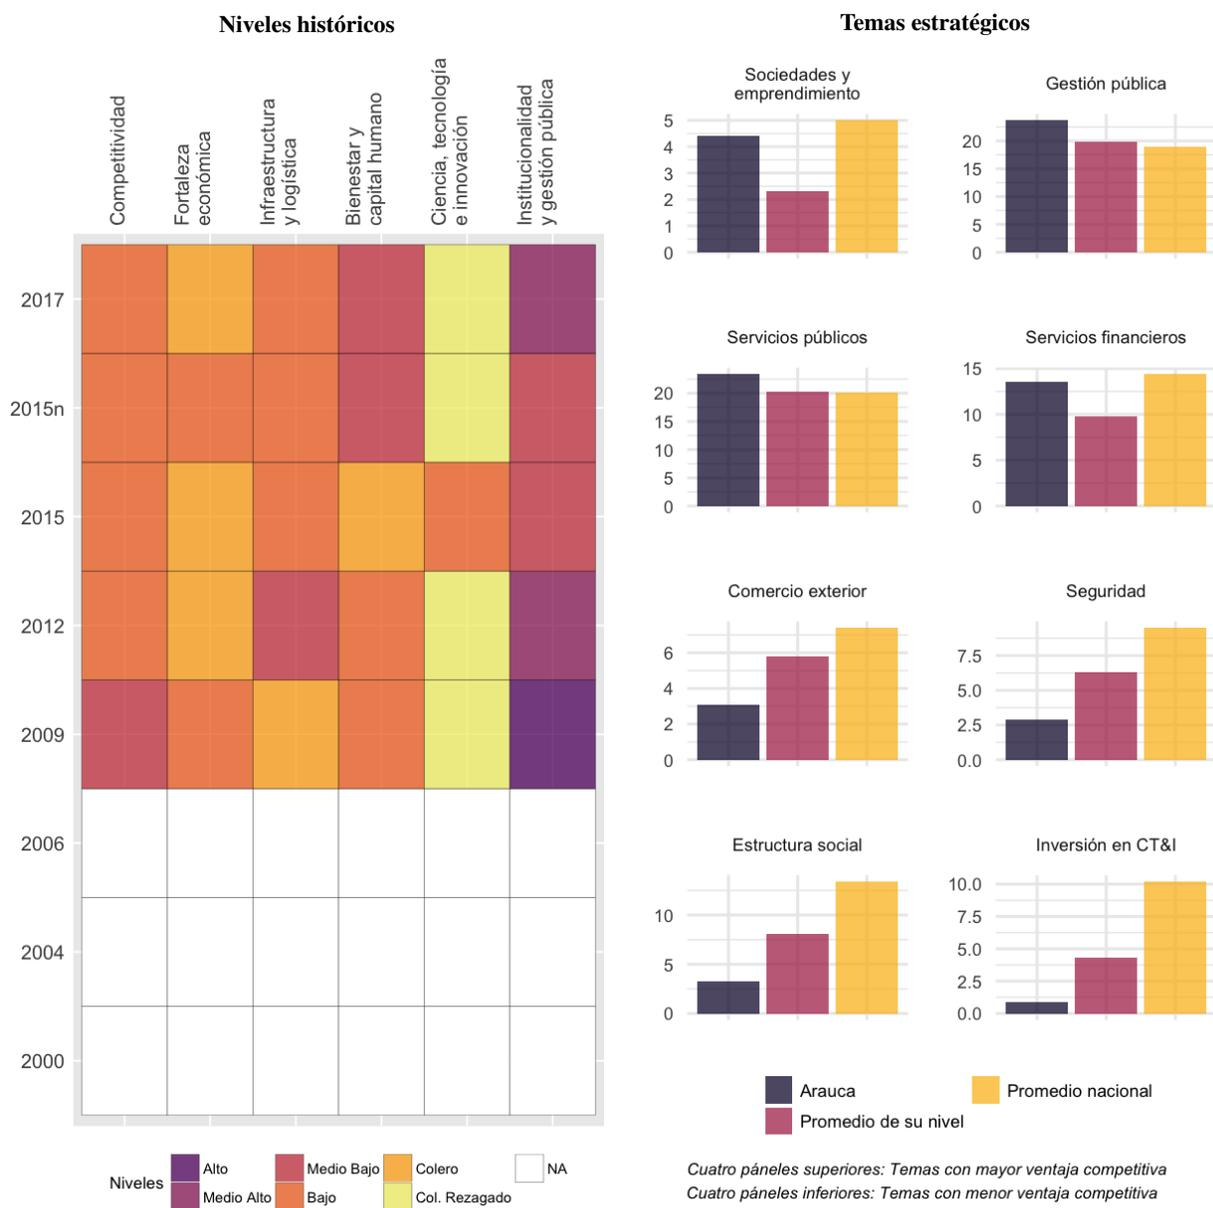 Niveles históricos
Competitividad
Fortaleza
económica
Infraestructura
y logística
Bienestar y
capital humano
Ciencia, tecnología
e innovación
Institucionalidad
y gestión pública
2017
2015n
2015
2012
2009
2006
2004
2000
Niveles
Alto
Medio Bajo
Colero
NA
Medio Alto
Bajo
Col. Rezagado
Temas estratégicos
Sociedades y
emprendimiento
5
4
3
2
1
0
Gestión pública
20
15
10
5
0
Servicios públicos
20
15
10
5
0
Servicios financieros
15
10
5
0
Comercio exterior
6
4
2
0
Seguridad
7.5
5.0
2.5
0.0
Estructura social
10
5
0
Inversión en CT&I
10.0
7.5
5.0
2.5
0.0
Arauca
Promedio nacional
Promedio de su nivel
Cuatro páneles superiores: Temas con mayor ventaja competitiva
Cuatro páneles inferiores: Temas con menor ventaja competitiva